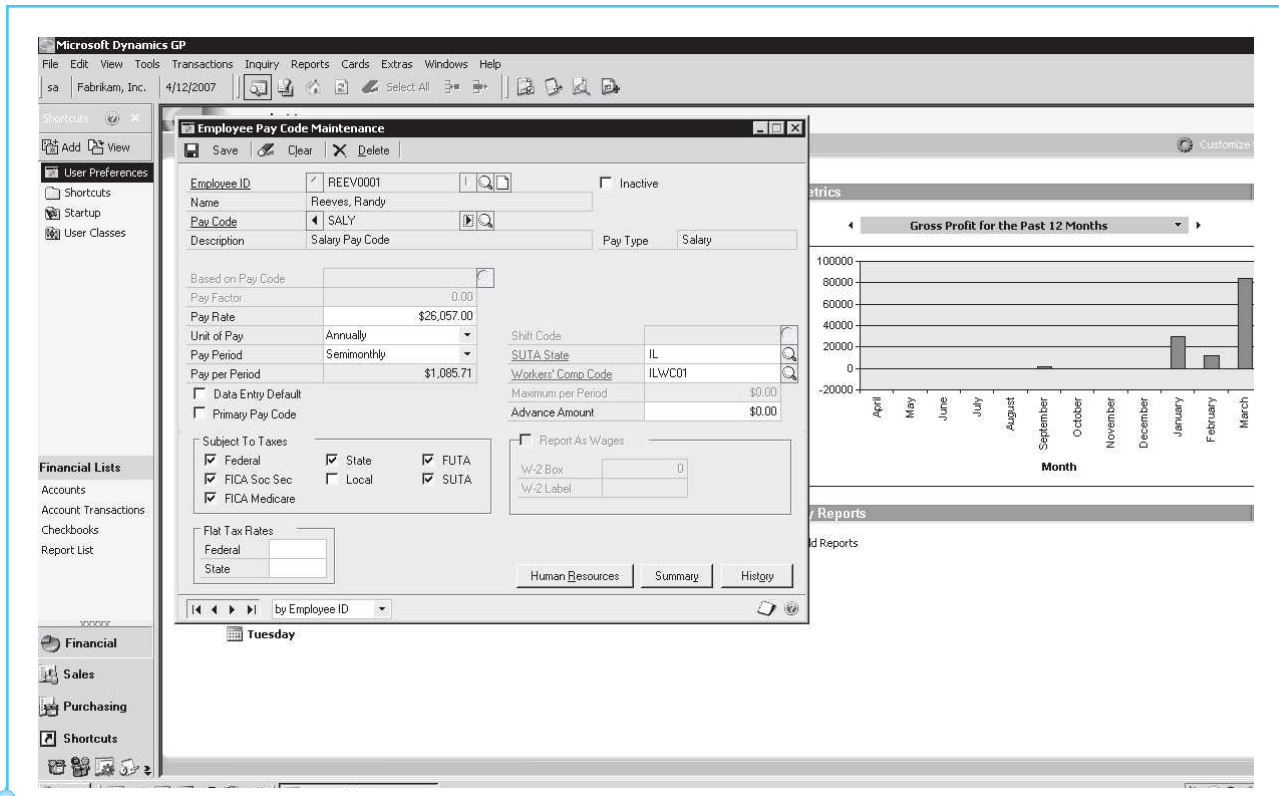 Microsoft Dynamics GP
File Edit View Tools Transactions Inquiry Reports Cards Extras Windows Help
sa Fabrikam, Inc. 4/12/2007 Select All
Shortcuts
Add View
User Preferences
Shortcuts
Startup
User Classes
Financial Lists
Accounts
Account Transactions
Checkbooks
Report List
Financial
Sales
Purchasing
Shortcuts
Employee Pay Code Maintenance
Save Clear Delete
Employee ID REEV0001 Inactive
Name Reeves, Randy
Pay Code SALY
Description Salary Pay Code Pay Type Salary
Based on Pay Code
Pay Factor 0.00
Pay Rate $26,057.00
Unit of Pay Annually Shift Code
Pay Period Semimonthly SUTA State IL
Pay per Period $1,085.71 Workers' Comp Code ILWC01
Data Entry Default Maximum per Period $0.00
Primary Pay Code Advance Amount $0.00
Subject To Taxes Report As Wages
Federal State FUTA W-2 Box 0
FICA Soc Sec Local SUTA W-2 Label
FICA Medicare
Flat Tax Rates
Federal
State
Human Resources Summary History
by Employee ID
Tuesday
Customize
etrics
Gross Profit for the Past 12 Months
100000
80000
60000
40000
20000
0
-20000
April May June July August September October November December January February March
Month
y Reports
ld Reports